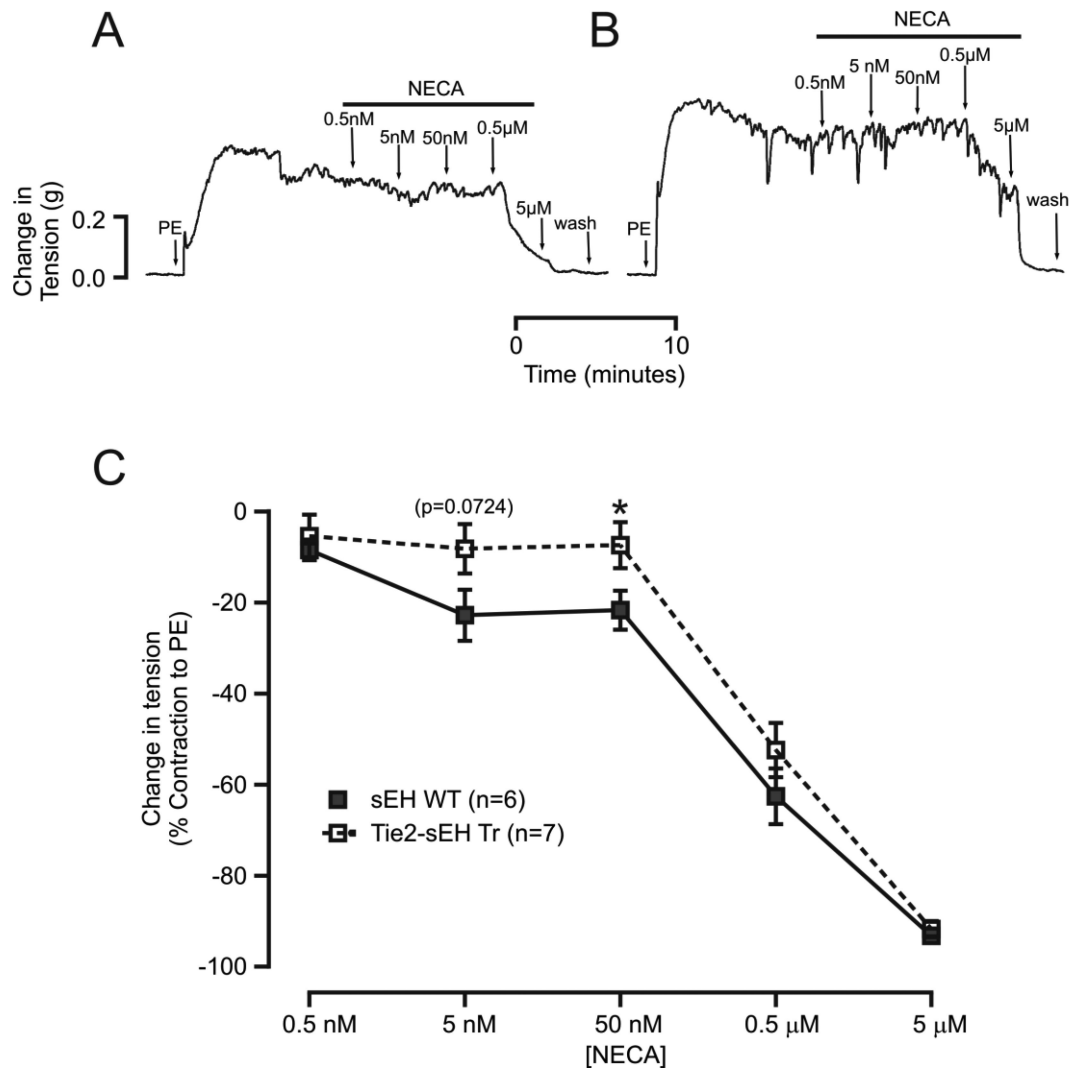 A
B
NECA
NECA
0.5nM
5nM
50nM
0.5µM
5µM
wash
PE
0.5nM
5 nM
50nM
0.5µM
5µM
wash
PE
Change in
Tension (g)
0.2
0.0
0
10
Time (minutes)
C
Change in tension
(% Contraction to PE)
0
-20
-40
-60
-80
-100
(p=0.0724)
*
sEH WT (n=6)
Tie2-sEH Tr (n=7)
0.5 nM
5 nM
50 nM
0.5 µM
5 µM
[NECA]